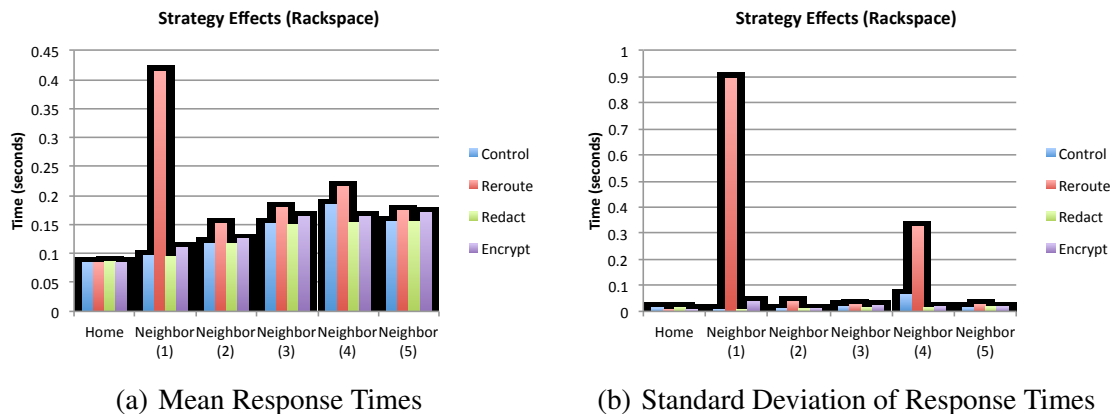 Strategy Effects (Rackspace)
Time (seconds)
0.45
0.4
0.35
0.3
0.25
0.2
0.15
0.1
0.05
0
Home
Neighbor (1)
Neighbor (2)
Neighbor (3)
Neighbor (4)
Neighbor (5)
Control
Reroute
Redact
Encrypt
(a) Mean Response Times
Strategy Effects (Rackspace)
Time (seconds)
1
0.9
0.8
0.7
0.6
0.5
0.4
0.3
0.2
0.1
0
Home
Neighbor (1)
Neighbor (2)
Neighbor (3)
Neighbor (4)
Neighbor (5)
Control
Reroute
Redact
Encrypt
(b) Standard Deviation of Response Times